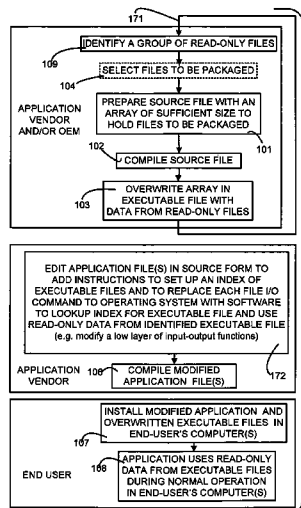 171
IDENTIFY A GROUP OF READ-ONLY FILES
109
SELECT FILES TO BE PACKAGED
104
PREPARE SOURCE FILE WITH AN
ARRAY OF SUFFICIENT SIZE TO
HOLD FILES TO BE PACKAGED
101
APPLICATION
VENDOR
AND/OR OEM
102
COMPILE SOURCE FILE
103
OVERWRITE ARRAY IN
EXECUTABLE FILE WITH
DATA FROM READ-ONLY FILES
EDIT APPLICATION FILE(S) IN SOURCE FORM TO
ADD INSTRUCTIONS TO SET UP AN INDEX OF
EXECUTABLE FILES AND TO REPLACE EACH FILE I/O
COMMAND TO OPERATING SYSTEM WITH SOFTWARE
TO LOOKUP INDEX FOR EXECUTABLE FILE AND USE
READ-ONLY DATA FROM IDENTIFIED EXECUTABLE FILE
(e.g. modify a low layer of input-output functions)
APPLICATION
VENDOR
COMPILE MODIFIED
APPLICATION FILE(S)
172
INSTALL MODIFIED APPLICATION AND
OVERWRITTEN EXECUTABLE FILES IN
END-USER'S COMPUTER(S)
107
108
APPLICATION USES READ-ONLY
DATA FROM EXECUTABLE FILES
DURING NORMAL OPERATION
IN END-USER'S COMPUTER(S)
END USER